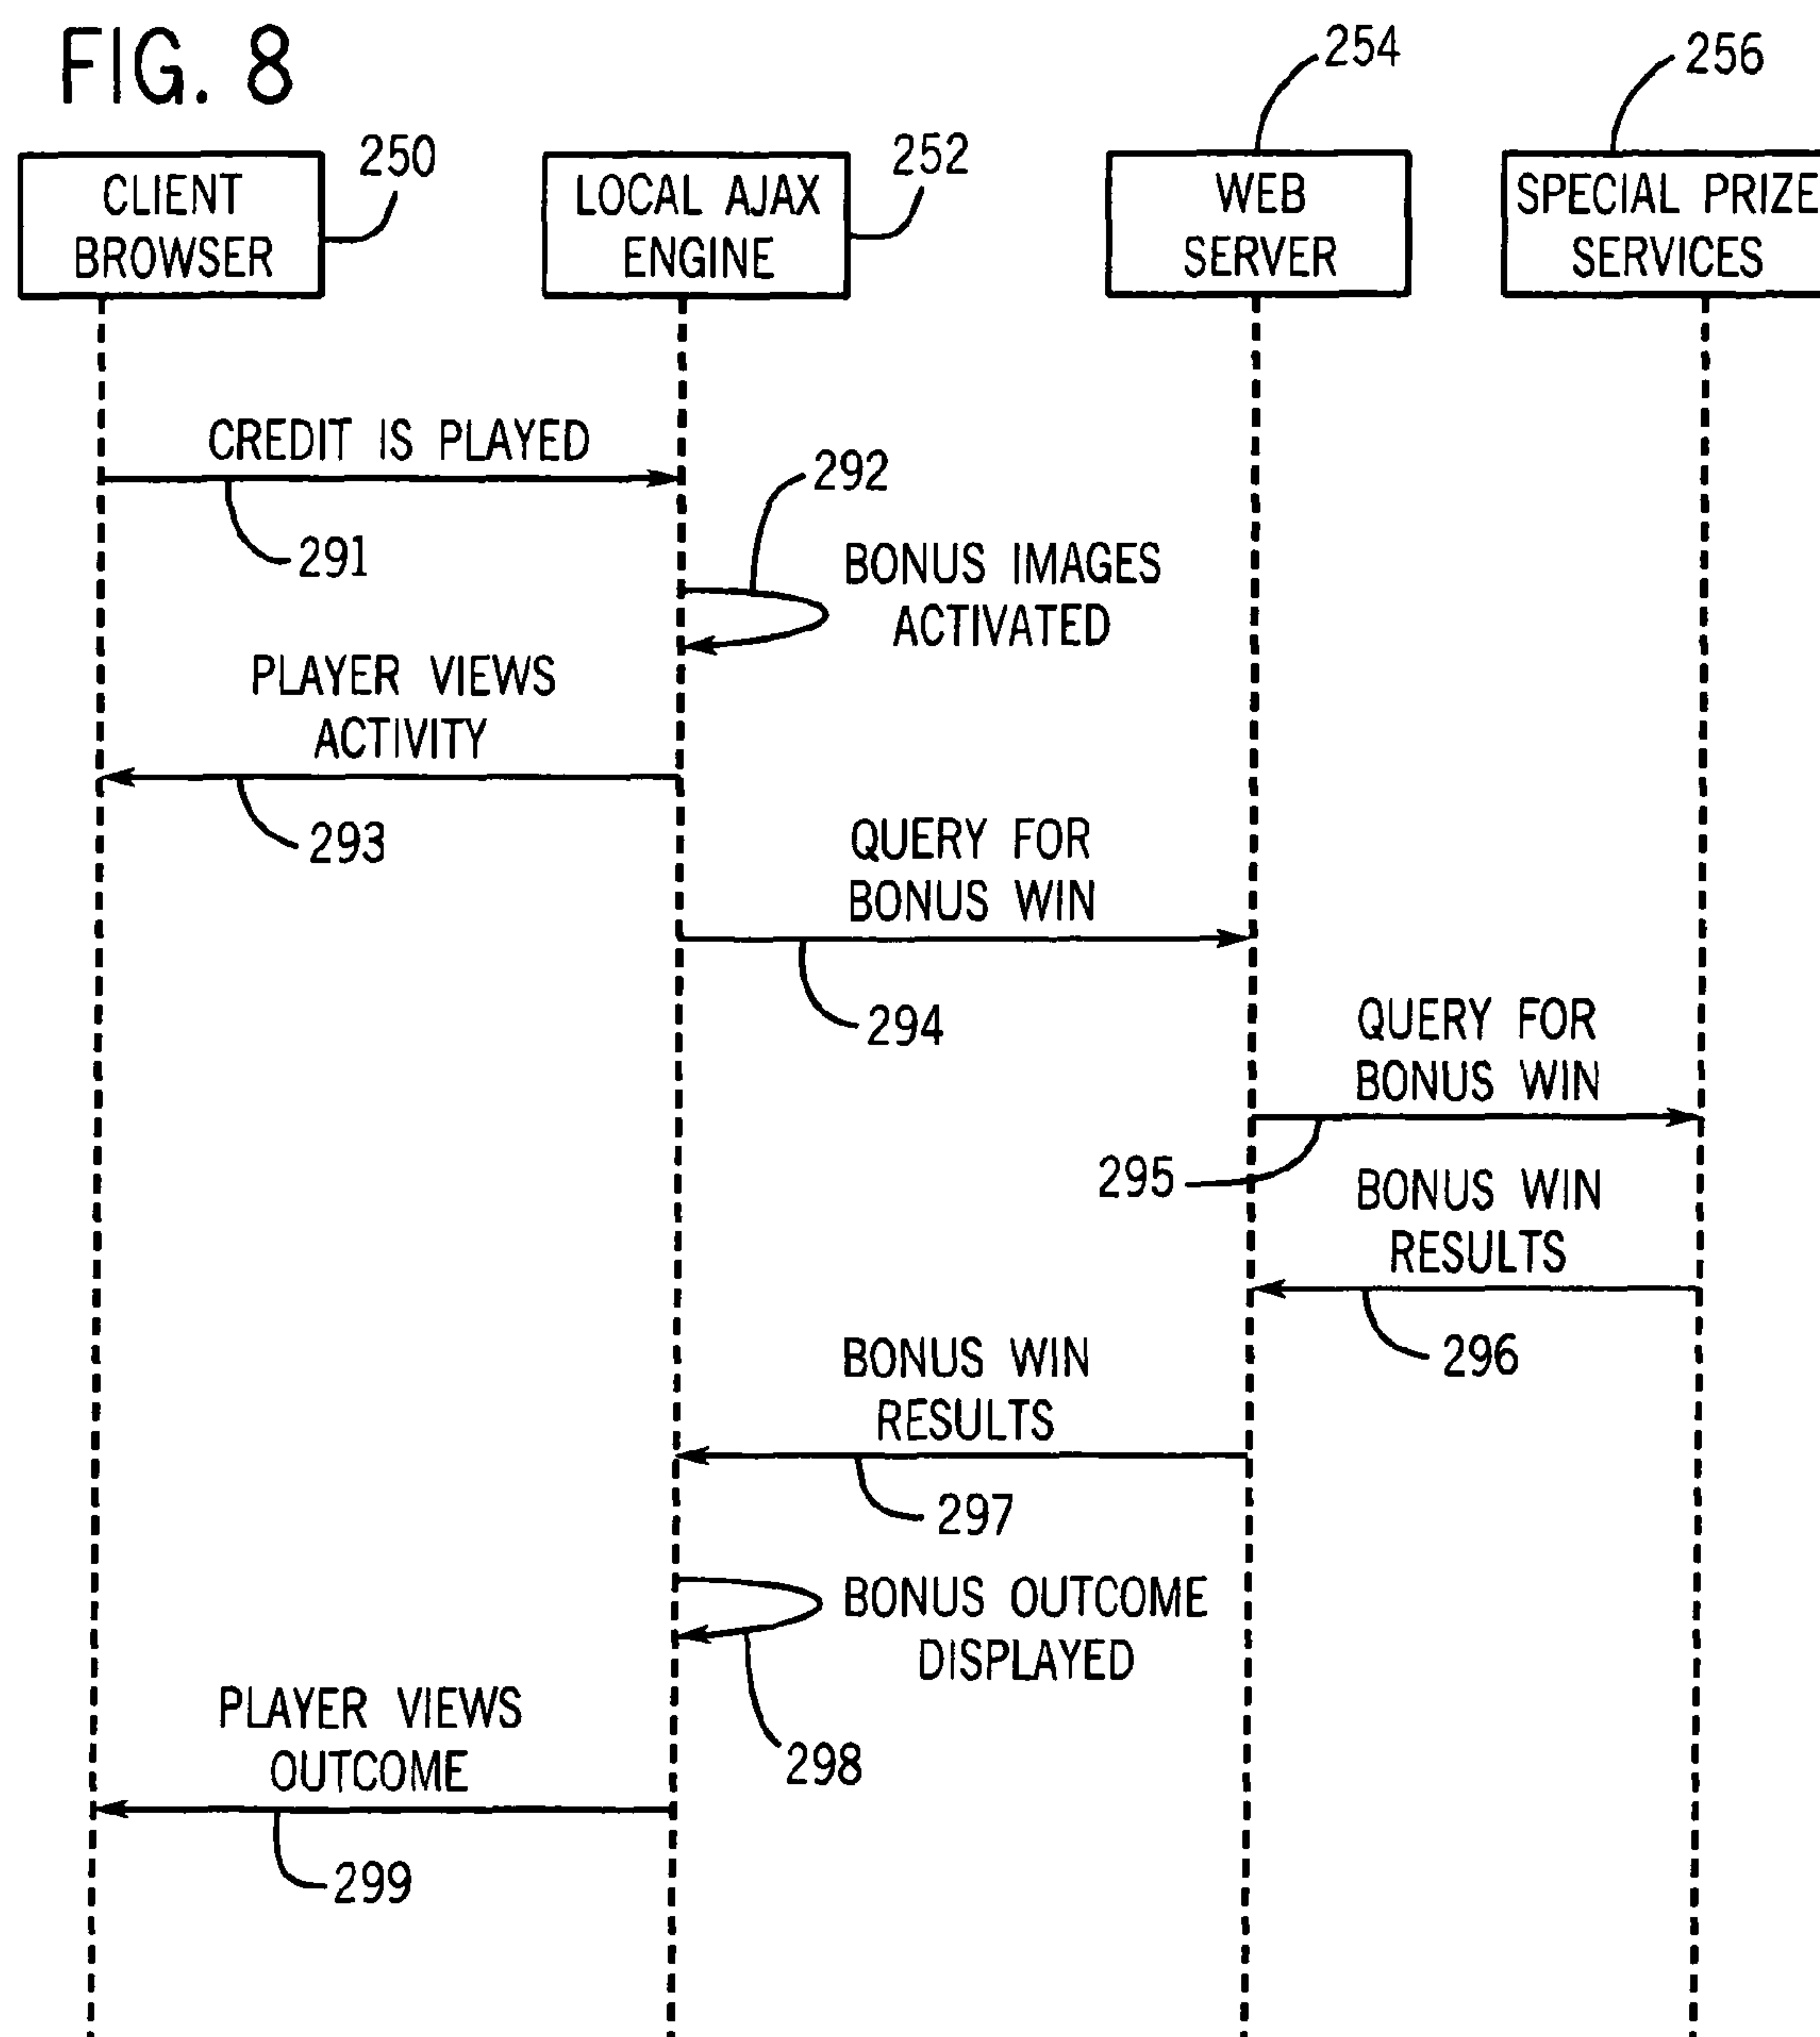 FIG. 8
254
256
250
252
CLIENT
BROWSER
LOCAL AJAX
ENGINE
WEB
SERVER
SPECIAL PRIZE
SERVICES
CREDIT IS PLAYED
291
292
BONUS IMAGES
ACTIVATED
PLAYER VIEWS
ACTIVITY
293
QUERY FOR
BONUS WIN
294
QUERY FOR
BONUS WIN
295
BONUS WIN
RESULTS
296
BONUS WIN
RESULTS
297
BONUS OUTCOME
DISPLAYED
298
PLAYER VIEWS
OUTCOME
299